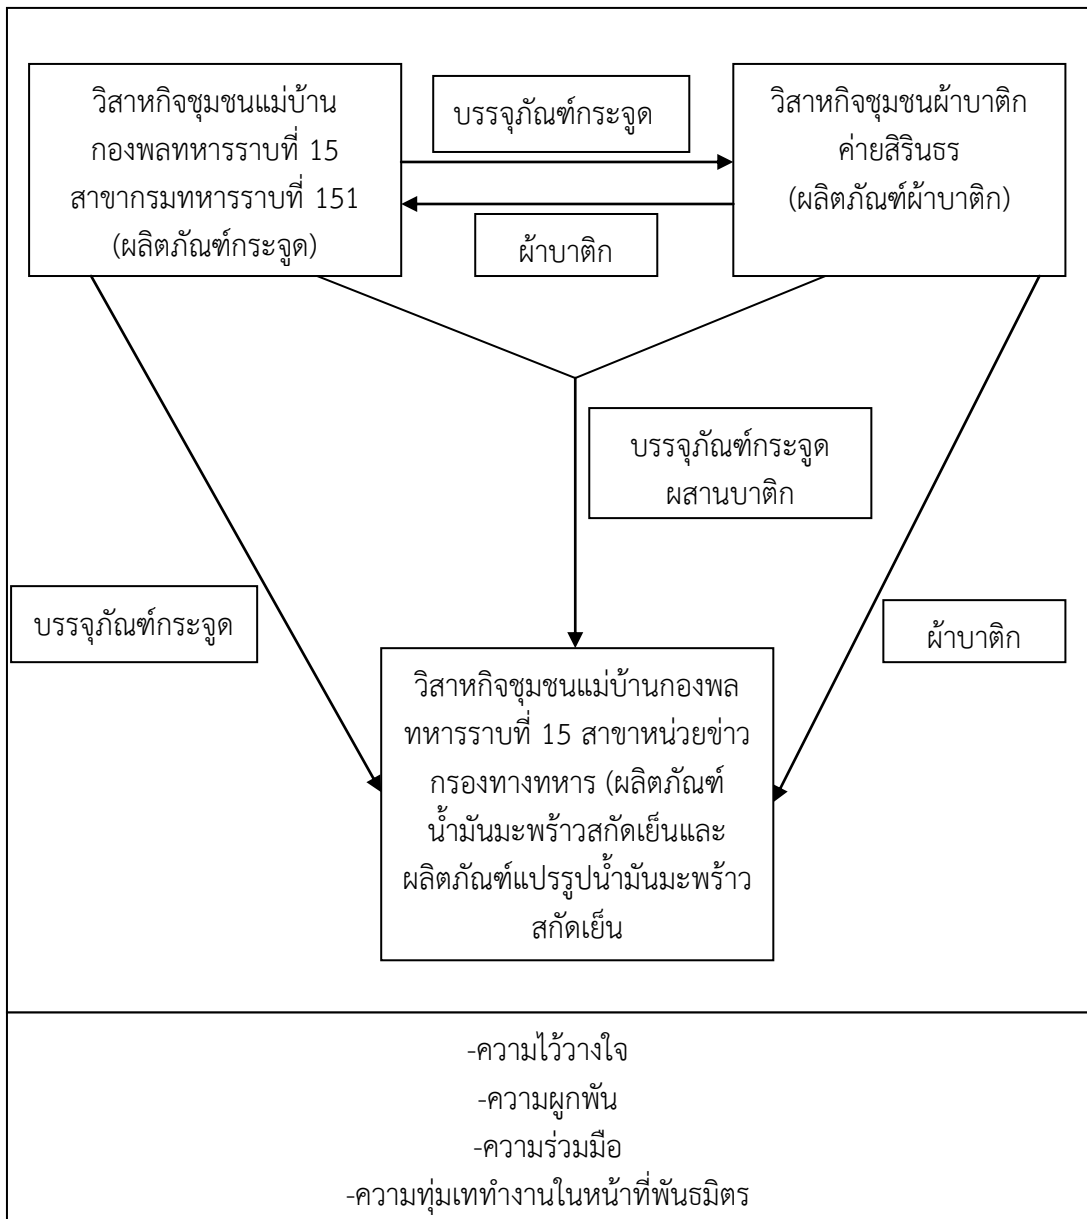 วิสาหกิจชุมชนแม่บ้าน
กองพลทหารราบที่ 15
สาขากรมทหารราบที่ 151
(ผลิตภัณฑ์กระจูด)
บรรจุภัณฑ์กระจูด
ผ้าบาติก
วิสาหกิจชุมชนผ้าบาติก
ค่ายสิรินธร
(ผลิตภัณฑ์ผ้าบาติก)
บรรจุภัณฑ์กระจูด
ผสานบาติก
บรรจุภัณฑ์กระจูด
ผ้าบาติก
วิสาหกิจชุมชนแม่บ้านกองพล
ทหารราบที่ 15 สาขาหน่วยข่าว
กรองทางทหาร (ผลิตภัณฑ์
น้ำมันมะพร้าวสกัดเย็นและ
ผลิตภัณฑ์แปรรูปน้ำมันมะพร้าว
สกัดเย็น
-ความไว้วางใจ
-ความผูกพัน
-ความร่วมมือ
-ความทุ่มเททำงานในหน้าที่พันธมิตร